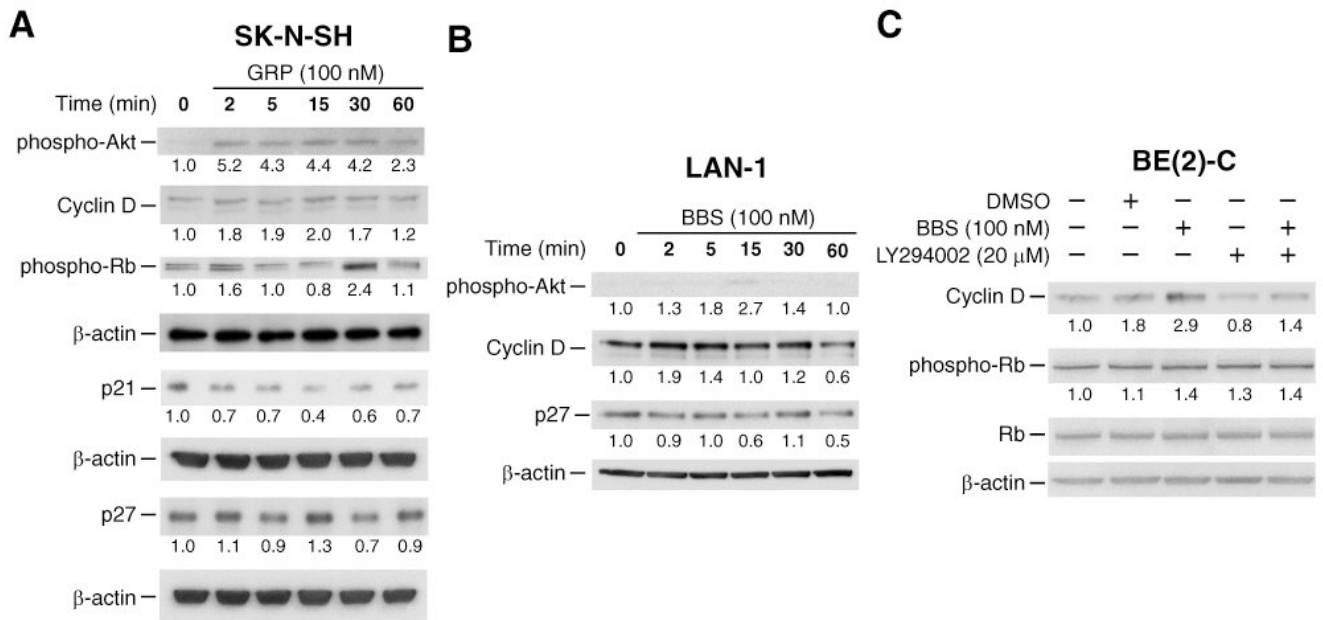 A
SK-N-SH
GRP (100 nM)
Time (min) 0 2 5 15 30 60
phospho-Akt
1.0 5.2 4.3 4.4 4.2 2.3
Cyclin D
1.0 1.8 1.9 2.0 1.7 1.2
phospho-Rb
1.0 1.6 1.0 0.8 2.4 1.1
β-actin
p21
1.0 0.7 0.7 0.4 0.6 0.7
β-actin
p27
1.0 1.1 0.9 1.3 0.7 0.9
β-actin
B
LAN-1
BBS (100 nM)
Time (min) 0 2 5 15 30 60
phospho-Akt
1.0 1.3 1.8 2.7 1.4 1.0
Cyclin D
1.0 1.9 1.4 1.0 1.2 0.6
p27
1.0 0.9 1.0 0.6 1.1 0.5
β-actin
C
BE(2)-C
DMSO − + − − −
BBS (100 nM) − − + − +
LY294002 (20 μM) − − − + +
Cyclin D
1.0 1.8 2.9 0.8 1.4
phospho-Rb
1.0 1.1 1.4 1.3 1.4
Rb
β-actin